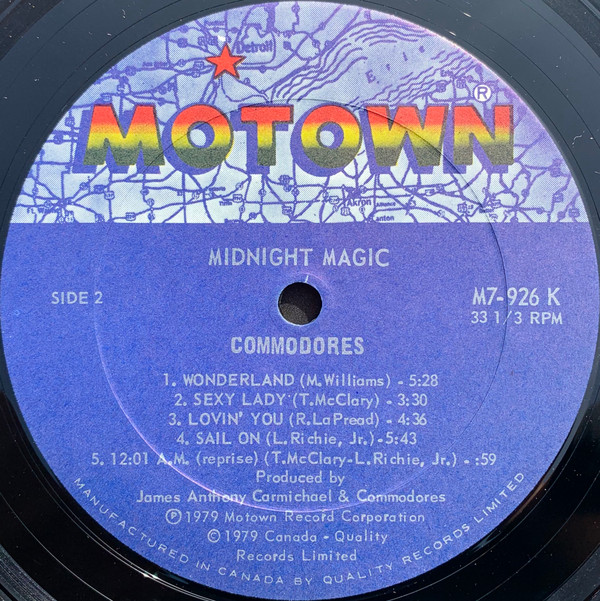 Detroit
Erie
MOTOWN®
Akron
MIDNIGHT MAGIC
SIDE 2
M7-926 K
33 1/3 RPM
COMMODORES
1. WONDERLAND (M. Williams) - 5:28
2. SEXY LADY (T. McClary) - 3:30
3. LOVIN' YOU (R. LaPread) - 4:36
4. SAIL ON (L. Richie, Jr.) - 5:43
5. 12:01 A.M. (reprise) (T. McClary-L. Richie, Jr.) - :59
Produced by
James Anthony Carmichael & Commodores
℗ 1979 Motown Record Corporation
© 1979 Canada - Quality
Records Limited
MANUFACTURED IN CANADA BY QUALITY RECORDS LIMITED